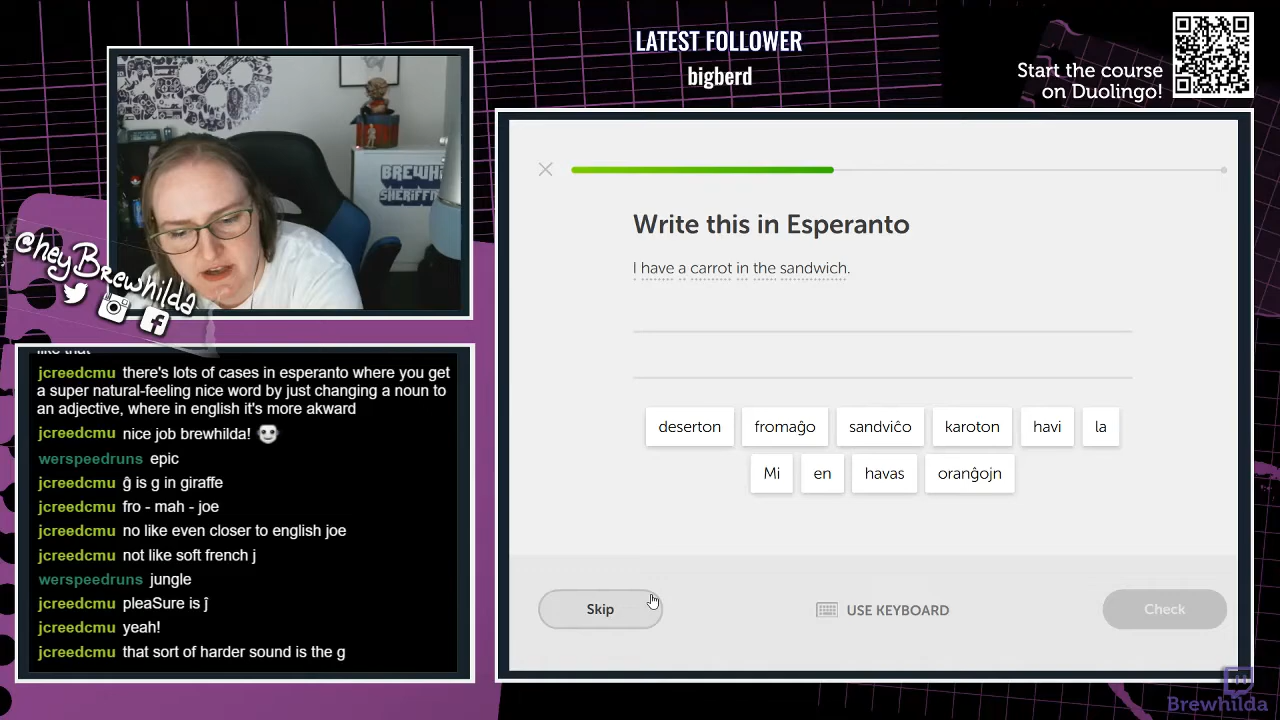 LATEST FOLLOWER
bigberd
Start the course
on Duolingo!
BREWHI
SHERIFF
@heyBrewhilda
Write this in Esperanto
I have a carrot in the sandwich.
deserton fromaĝo sandviĉo karoton havi la
Mi en havas oranĝojn
Skip
USE KEYBOARD
Check
like that
jcreedcmu there's lots of cases in esperanto where you get
a super natural-feeling nice word by just changing a noun to
an adjective, where in english it's more akward
jcreedcmu nice job brewhilda!
werspeedruns epic
jcreedcmu ĝ is g in giraffe
jcreedcmu fro - mah - joe
jcreedcmu no like even closer to english joe
jcreedcmu not like soft french j
werspeedruns jungle
jcreedcmu pleaSure is ĵ
jcreedcmu yeah!
jcreedcmu that sort of harder sound is the g
Brewhilda